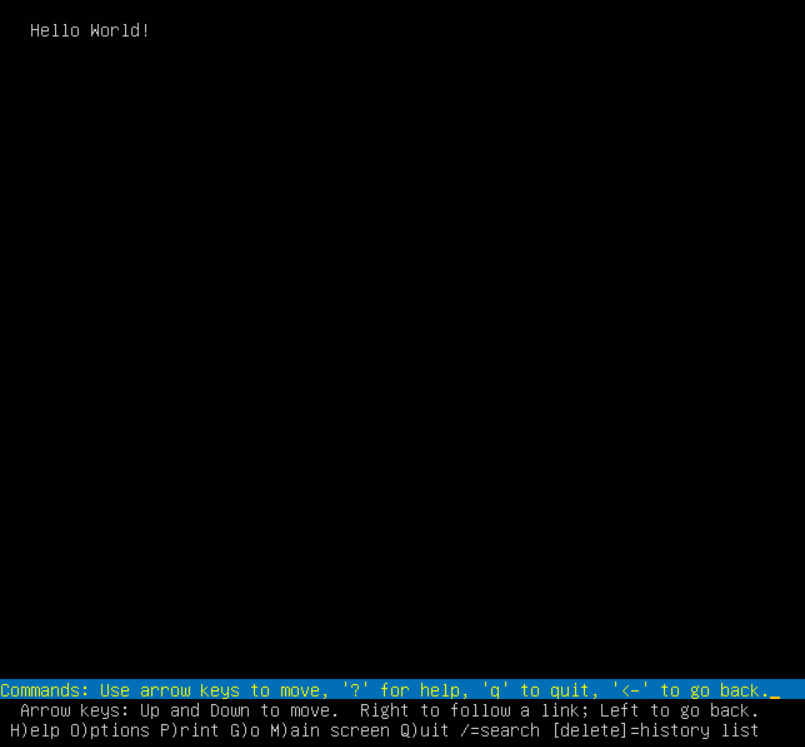 Hello World!
Commands: Use arrow keys to move, '?' for help, 'q' to quit, '<-' to go back.
Arrow keys: Up and Down to move.  Right to follow a link; Left to go back.
H)elp O)ptions P)rint G)o M)ain screen Q)uit /=search [delete]=history list